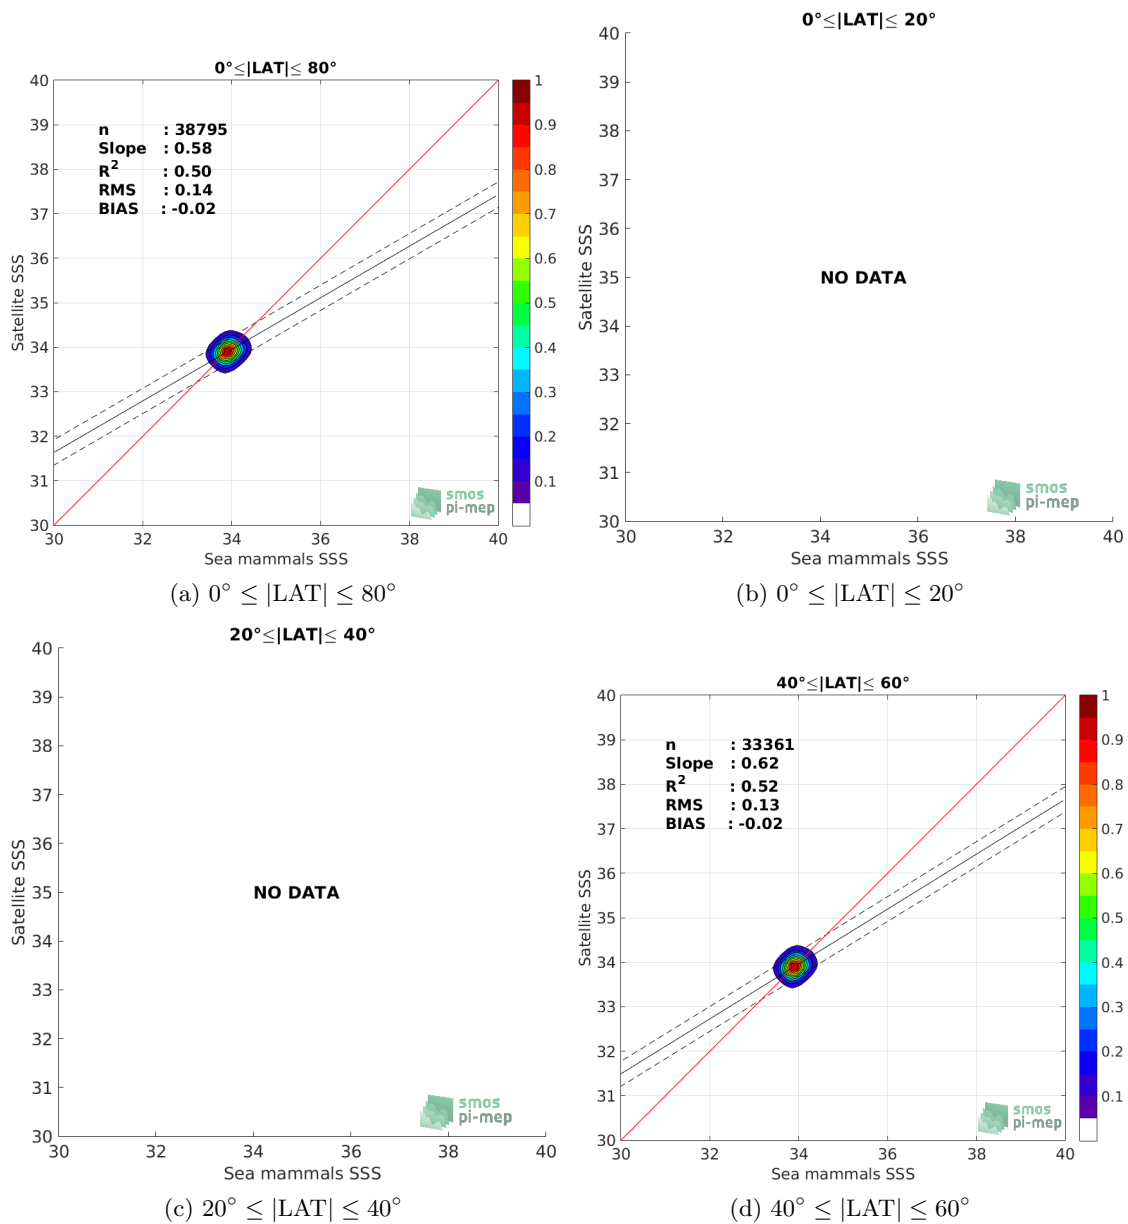 0°≤|LAT|≤ 80°
40
39
38
37
36
35
34
33
32
31
30
Satellite SSS
n : 38795
Slope : 0.58
R2 : 0.50
RMS : 0.14
BIAS : -0.02
smos
pi-mep
30 32 34 36 38 40
Sea mammals SSS
1
0.9
0.8
0.7
0.6
0.5
0.4
0.3
0.2
0.1
(a) 0° ≤ |LAT| ≤ 80°
0°≤|LAT|≤ 20°
40
39
38
37
36
35
34
33
32
31
30
Satellite SSS
NO DATA
smos
pi-mep
30 32 34 36 38 40
Sea mammals SSS
(b) 0° ≤ |LAT| ≤ 20°
20°≤|LAT|≤ 40°
40
39
38
37
36
35
34
33
32
31
30
Satellite SSS
NO DATA
smos
pi-mep
30 32 34 36 38 40
Sea mammals SSS
(c) 20° ≤ |LAT| ≤ 40°
40°≤|LAT|≤ 60°
40
39
38
37
36
35
34
33
32
31
30
Satellite SSS
n : 33361
Slope : 0.62
R2 : 0.52
RMS : 0.13
BIAS : -0.02
smos
pi-mep
30 32 34 36 38 40
Sea mammals SSS
1
0.9
0.8
0.7
0.6
0.5
0.4
0.3
0.2
0.1
(d) 40° ≤ |LAT| ≤ 60°